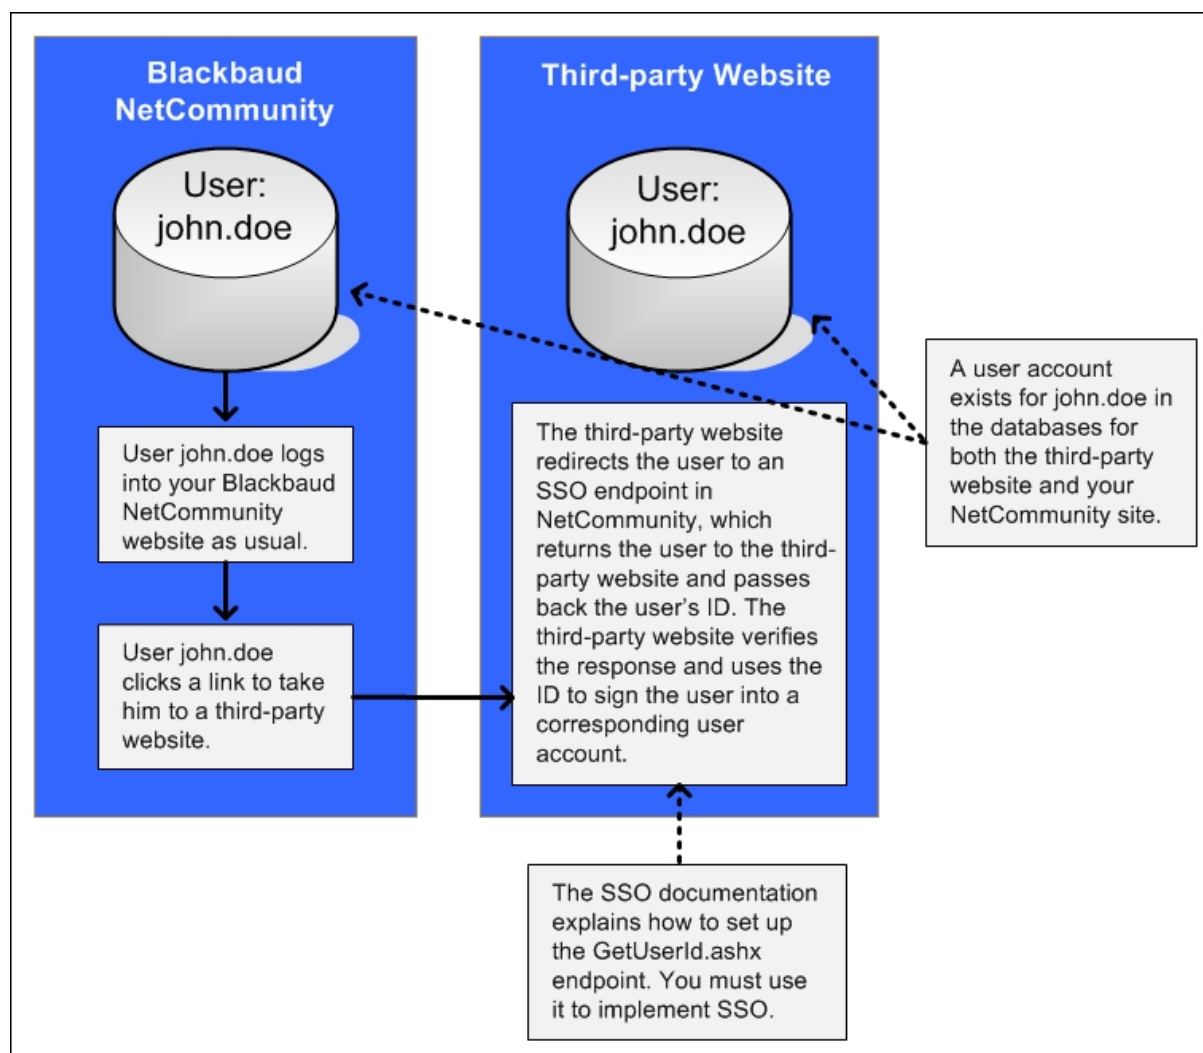 Blackbaud
NetCommunity
User:
john.doe
User john.doe logs
into your Blackbaud
NetCommunity
website as usual.
User john.doe
clicks a link to take
him to a third-party
website.
Third-party Website
User:
john.doe
The third-party website
redirects the user to an
SSO endpoint in
NetCommunity, which
returns the user to the third-
party website and passes
back the user's ID. The
third-party website verifies
the response and uses the
ID to sign the user into a
corresponding user
account.
A user account
exists for john.doe in
the databases for
both the third-party
website and your
NetCommunity site.
The SSO documentation
explains how to set up
the GetUserId.ashx
endpoint. You must use
it to implement SSO.